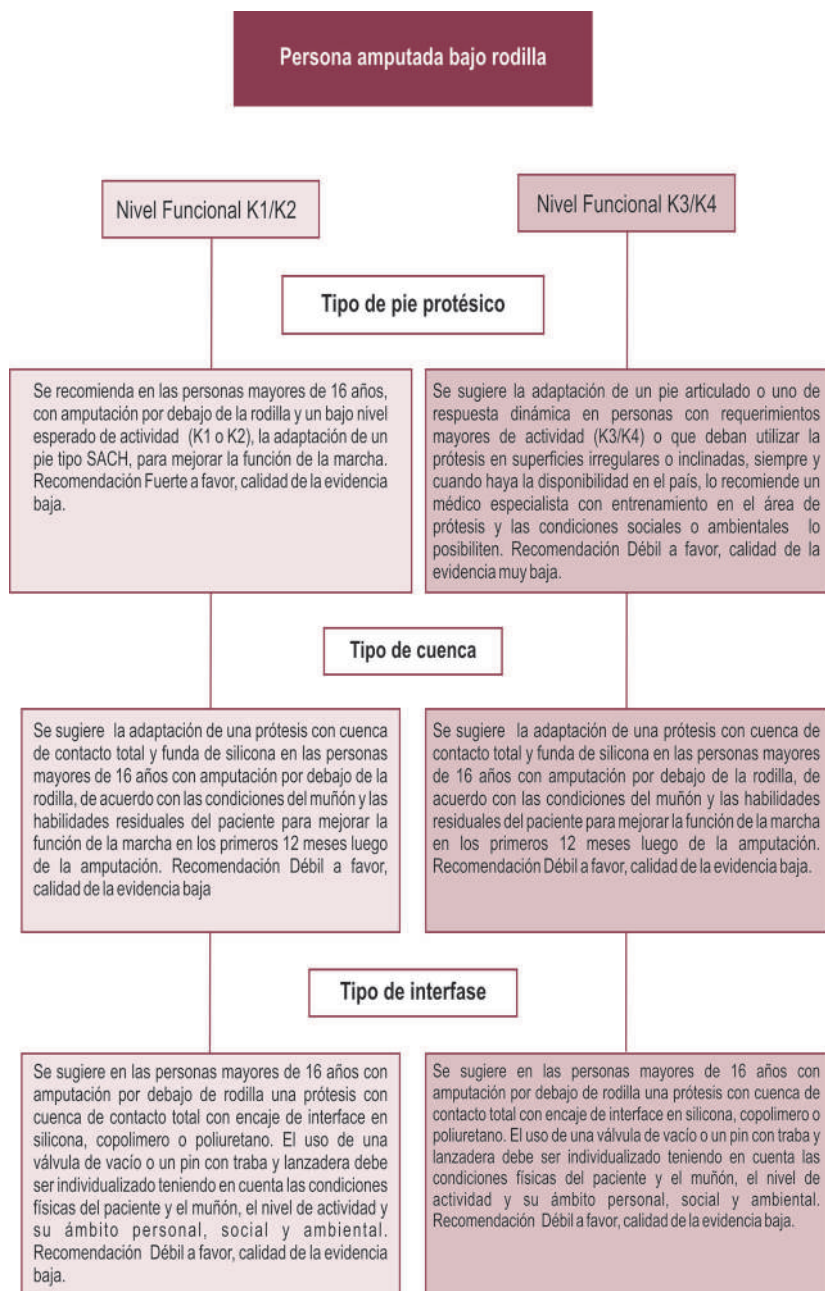 Persona amputada bajo rodilla
Nivel Funcional K1/K2
Nivel Funcional K3/K4
Tipo de pie protésico
Se recomienda en las personas mayores de 16 años,
con amputación por debajo de la rodilla y un bajo nivel
esperado de actividad (K1 o K2), la adaptación de un
pie tipo SACH, para mejorar la función de la marcha.
Recomendación Fuerte a favor, calidad de la evidencia
baja.
Se sugiere la adaptación de un pie articulado o uno de
respuesta dinámica en personas con requerimientos
mayores de actividad (K3/K4) o que deban utilizar la
prótesis en superficies irregulares o inclinadas, siempre y
cuando haya la disponibilidad en el país, lo recomiende un
médico especialista con entrenamiento en el área de
prótesis y las condiciones sociales o ambientales lo
posibiliten. Recomendación Débil a favor, calidad de la
evidencia muy baja.
Tipo de cuenca
Se sugiere la adaptación de una prótesis con cuenca
de contacto total y funda de silicona en las personas
mayores de 16 años con amputación por debajo de la
rodilla, de acuerdo con las condiciones del muñón y las
habilidades residuales del paciente para mejorar la
función de la marcha en los primeros 12 meses luego
de la amputación. Recomendación Débil a favor,
calidad de la evidencia baja
Se sugiere la adaptación de una prótesis con cuenca de
contacto total y funda de silicona en las personas mayores
de 16 años con amputación por debajo de la rodilla, de
acuerdo con las condiciones del muñón y las habilidades
residuales del paciente para mejorar la función de la marcha
en los primeros 12 meses luego de la amputación.
Recomendación Débil a favor, calidad de la evidencia baja.
Tipo de interfase
Se sugiere en las personas mayores de 16 años con
amputación por debajo de rodilla una prótesis con
cuenca de contacto total con encaje de interface en
silicona, copolimero o poliuretano. El uso de una
válvula de vacío o un pin con traba y lanzadera debe
ser individualizado teniendo en cuenta las condiciones
físicas del paciente y el muñón, el nivel de actividad y
su ámbito personal, social y ambiental.
Recomendación Débil a favor, calidad de la evidencia
baja.
Se sugiere en las personas mayores de 16 años con
amputación por debajo de rodilla una prótesis con cuenca de
contacto total con encaje de interface en silicona, copolimero o
poliuretano. El uso de una válvula de vacío o un pin con traba y
lanzadera debe ser individualizado teniendo en cuenta las
condiciones físicas del paciente y el muñón, el nivel de
actividad y su ámbito personal, social y ambiental.
Recomendación Débil a favor, calidad de la evidencia baja.